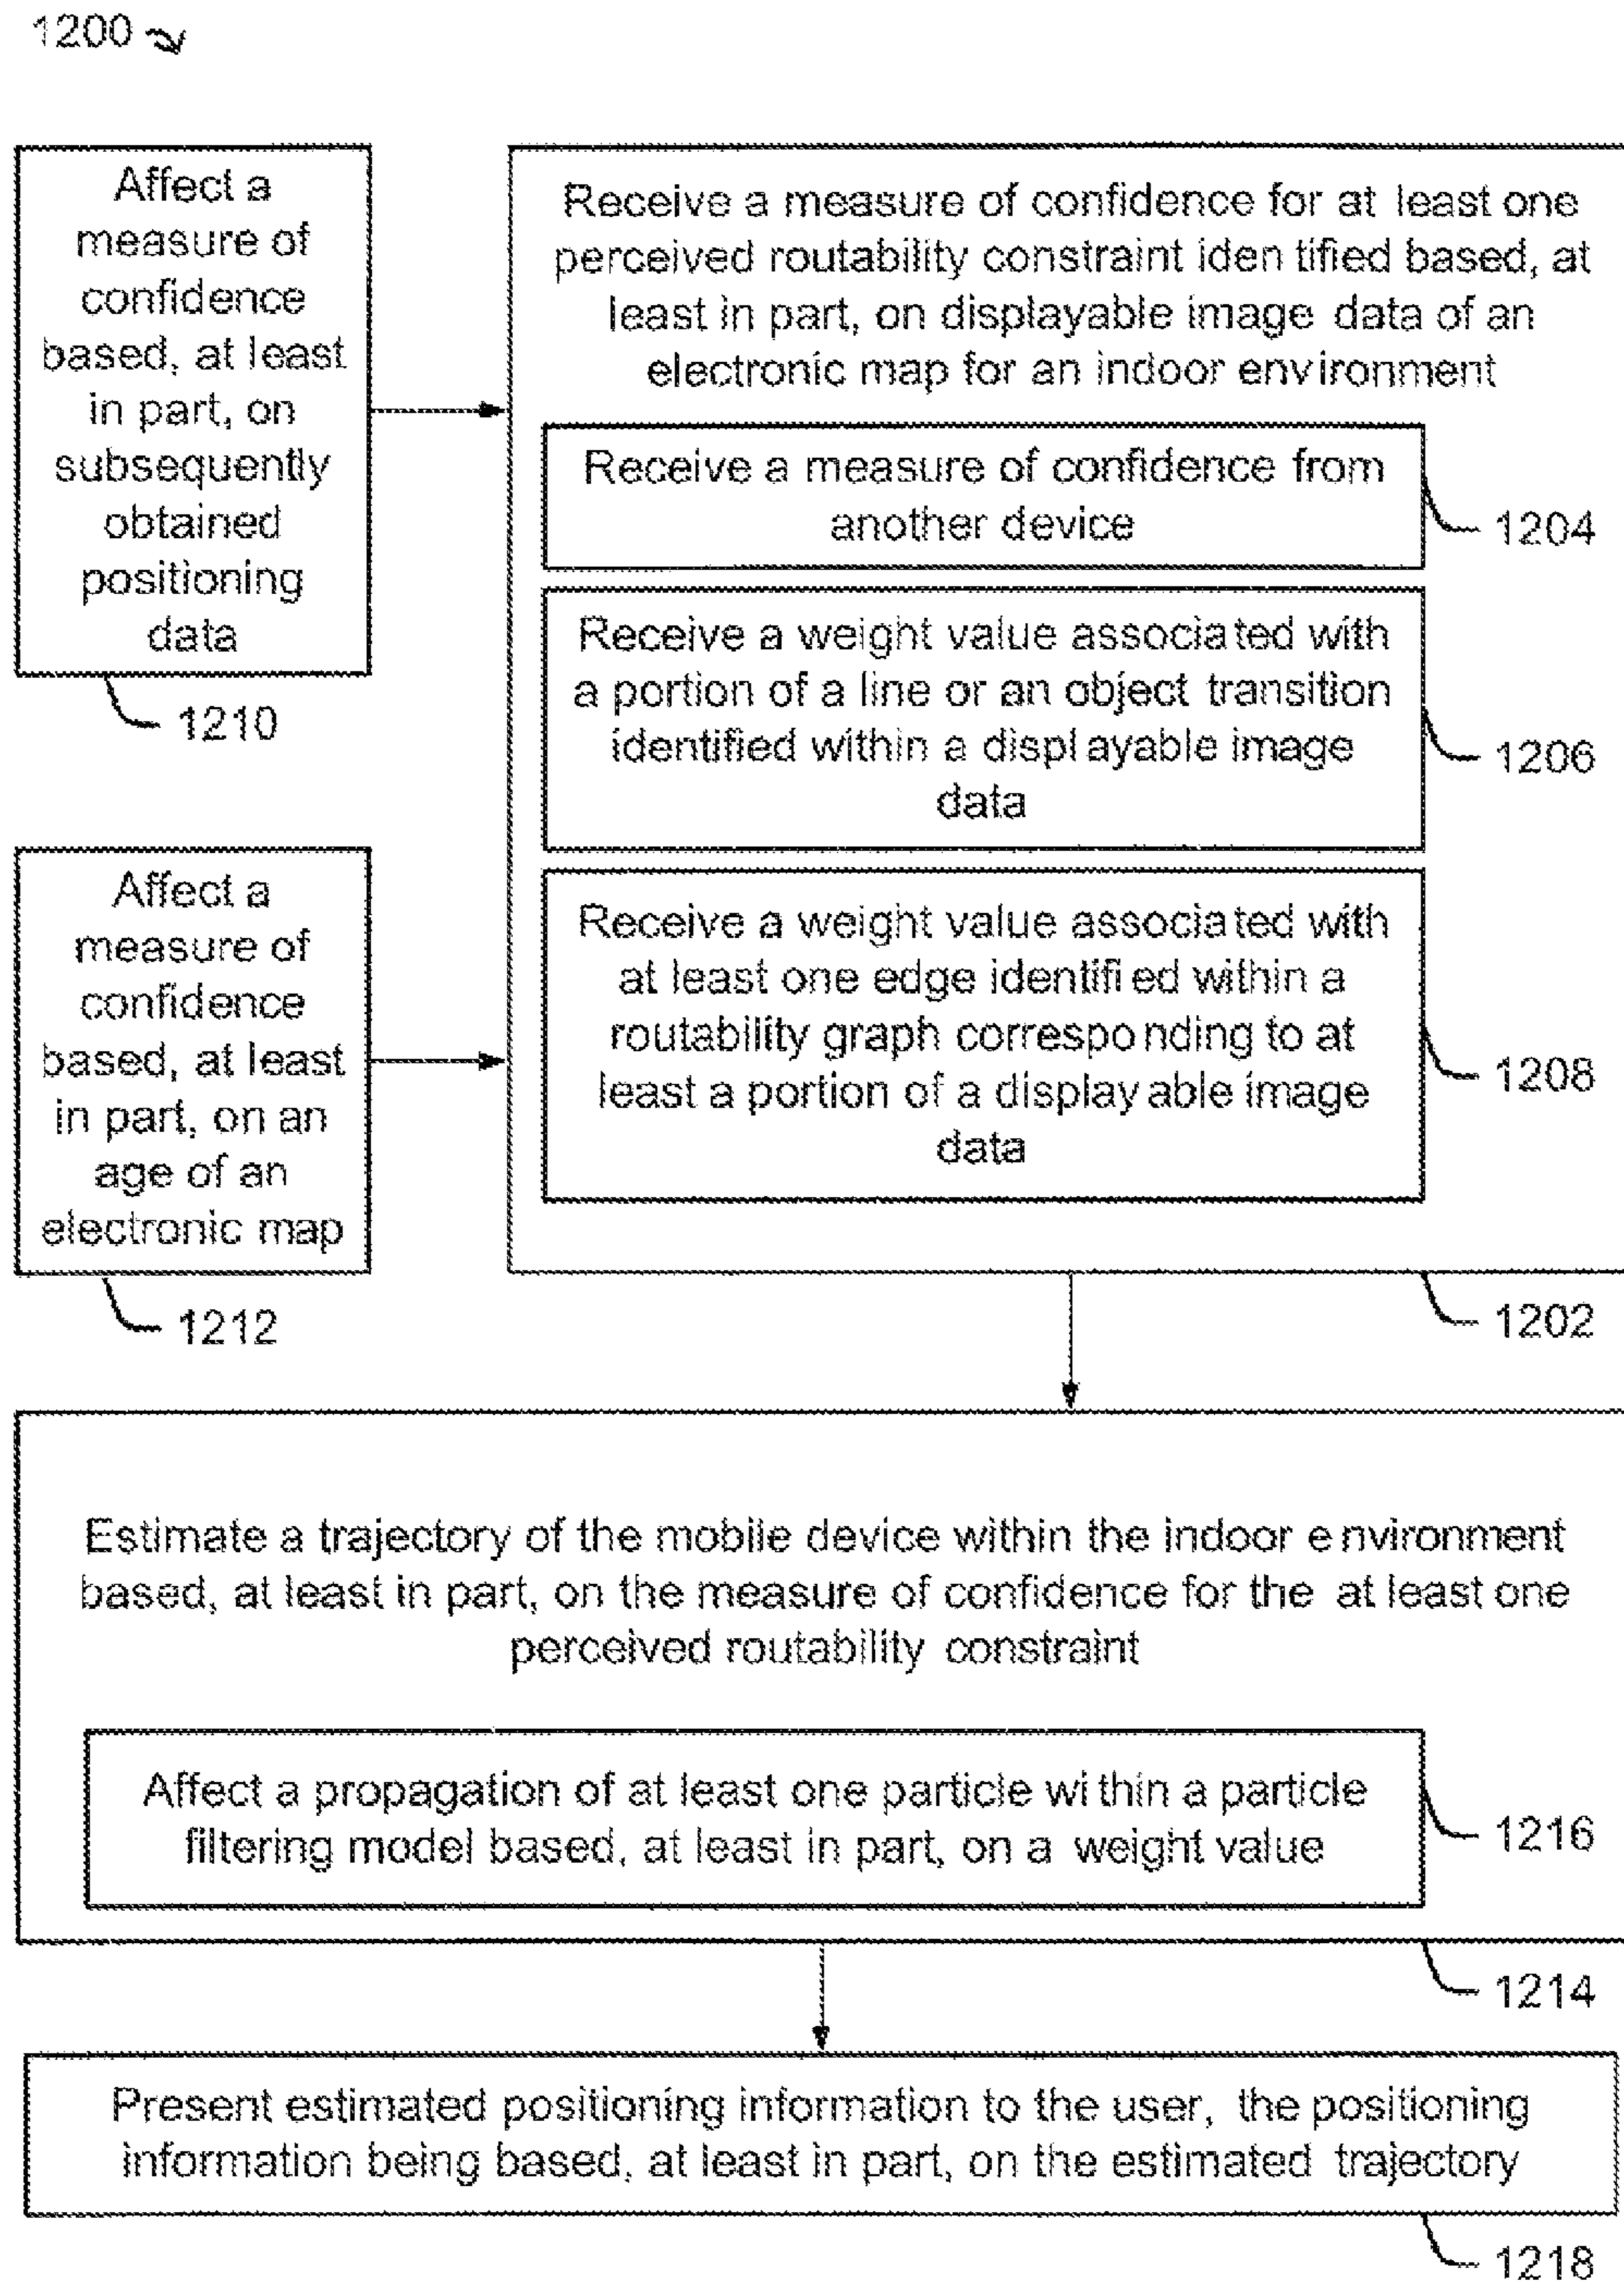 1200
Affect a
measure of
confidence
based, at least
in part, on
subsequently
obtained
positioning
data
1210
Affect a
measure of
confidence
based, at least
in part, on an
age of an
electronic map
1212
Receive a measure of confidence for at least one
perceived routability constraint identified based, at
least in part, on displayable image data of an
electronic map for an indoor environment
Receive a measure of confidence from
another device
1204
Receive a weight value associated with
a portion of a line or an object transition
identified within a displayable image
data
1206
Receive a weight value associated with
at least one edge identified within a
routability graph corresponding to at
least a portion of a displayable image
data
1208
1202
Estimate a trajectory of the mobile device within the indoor environment
based, at least in part, on the measure of confidence for the at least one
perceived routability constraint
Affect a propagation of at least one particle within a particle
filtering model based, at least in part, on a weight value
1216
1214
Present estimated positioning information to the user, the positioning
information being based, at least in part, on the estimated trajectory
1218